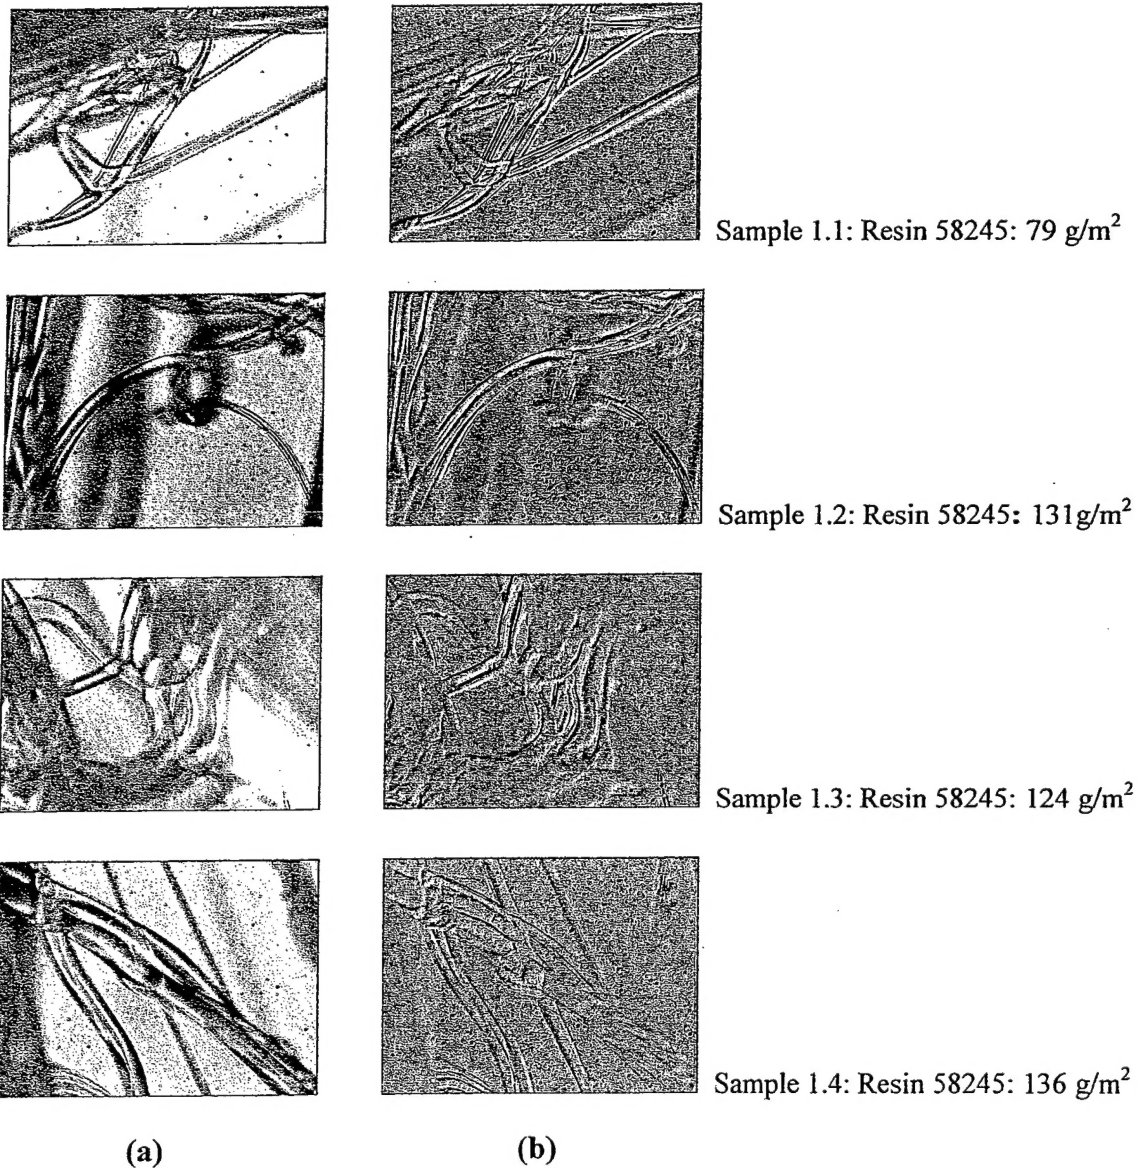 Sample 1.1: Resin 58245: 79 g/m²
Sample 1.2: Resin 58245: 131g/m²
Sample 1.3: Resin 58245: 124 g/m²
Sample 1.4: Resin 58245: 136 g/m²
(a) (b)